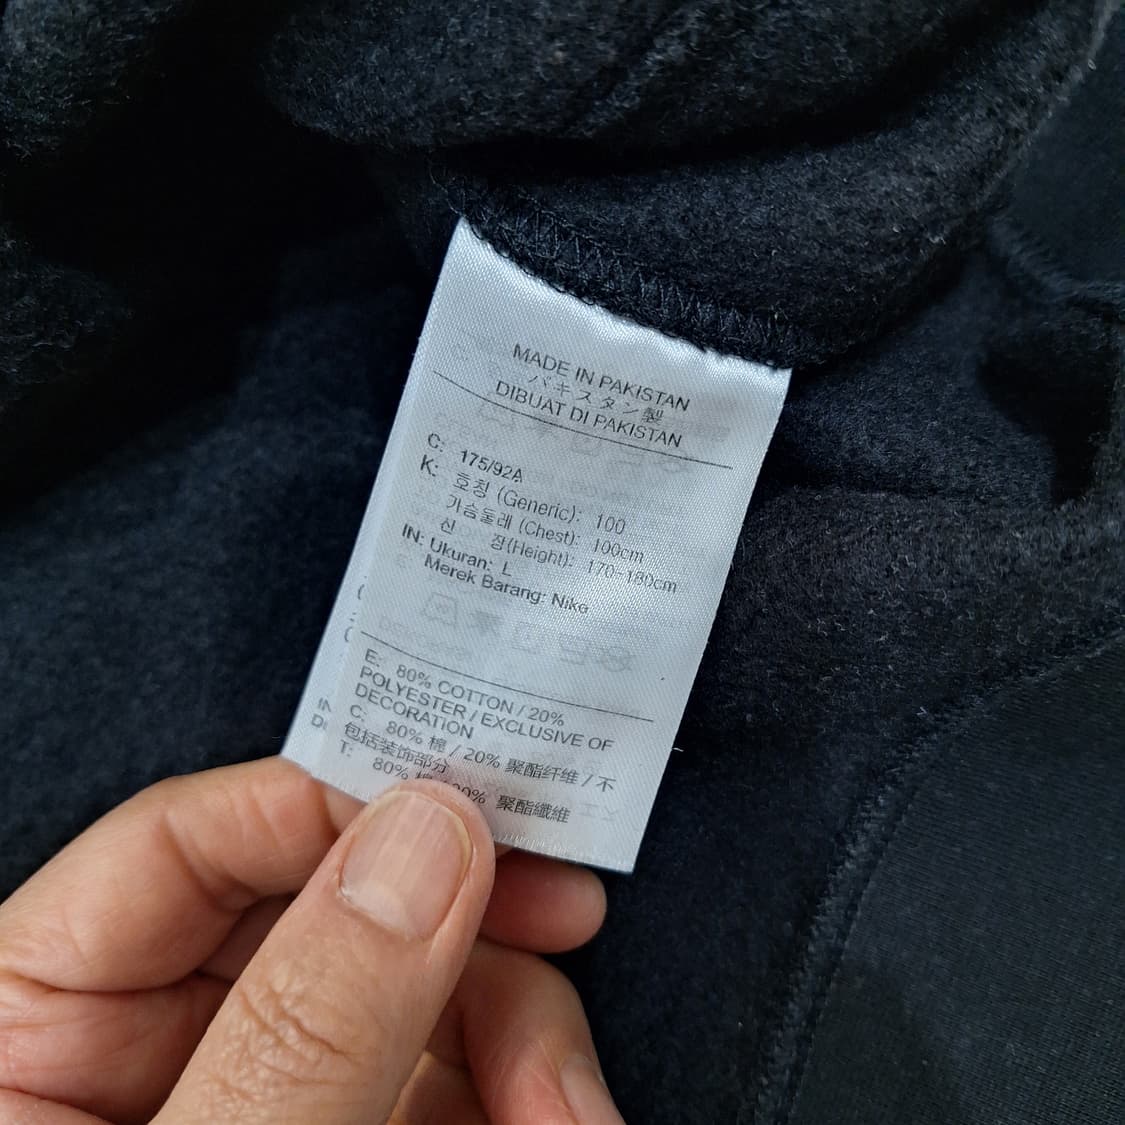 MADE IN PAKISTAN
パキスタン製
DIBUAT DI PAKISTAN
C: 175/92A
K: 호칭 (Generic): 100
가슴둘레 (Chest): 100cm
신 장(Height): 170-180cm
IN: Ukuran: L
Merek Barang: Nike
E: 80% COTTON / 20%
POLYESTER / EXCLUSIVE OF
DECORATION
C: 80% 棉 / 20% 聚酯纤维 / 不
包括装饰部分
T: 80% 聚酯纖維